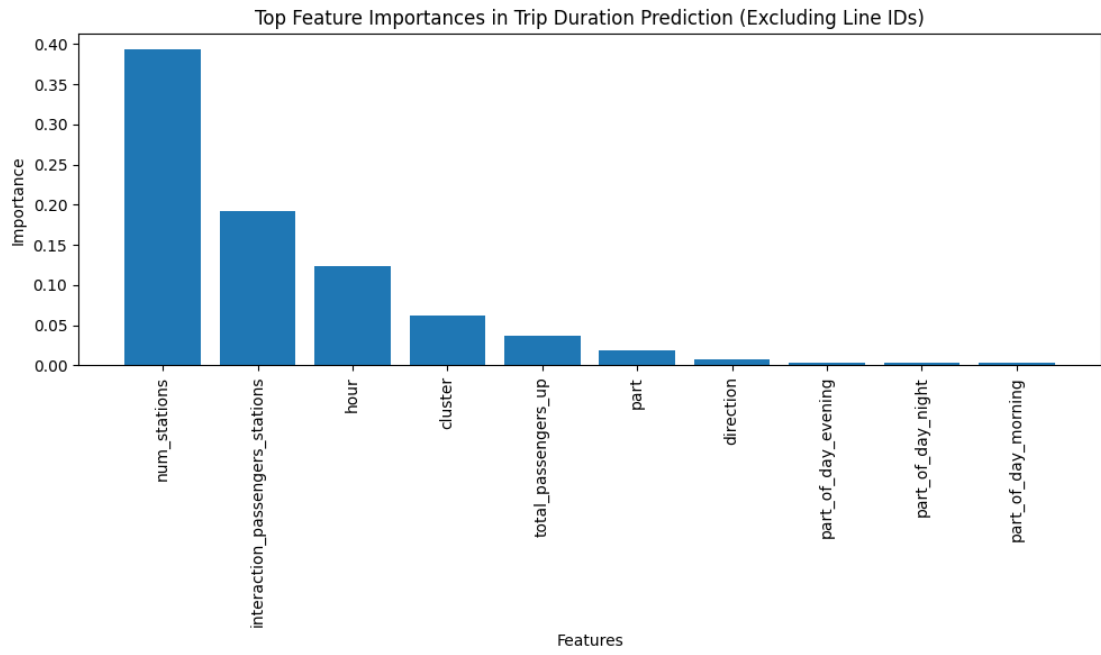 Top Feature Importances in Trip Duration Prediction (Excluding Line IDs)
0.40
0.35
0.30
0.25
0.20
0.15
0.10
0.05
0.00
Importance
num_stations
interaction_passengers_stations
hour
cluster
total_passengers_up
part
direction
part_of_day_evening
part_of_day_night
part_of_day_morning
Features